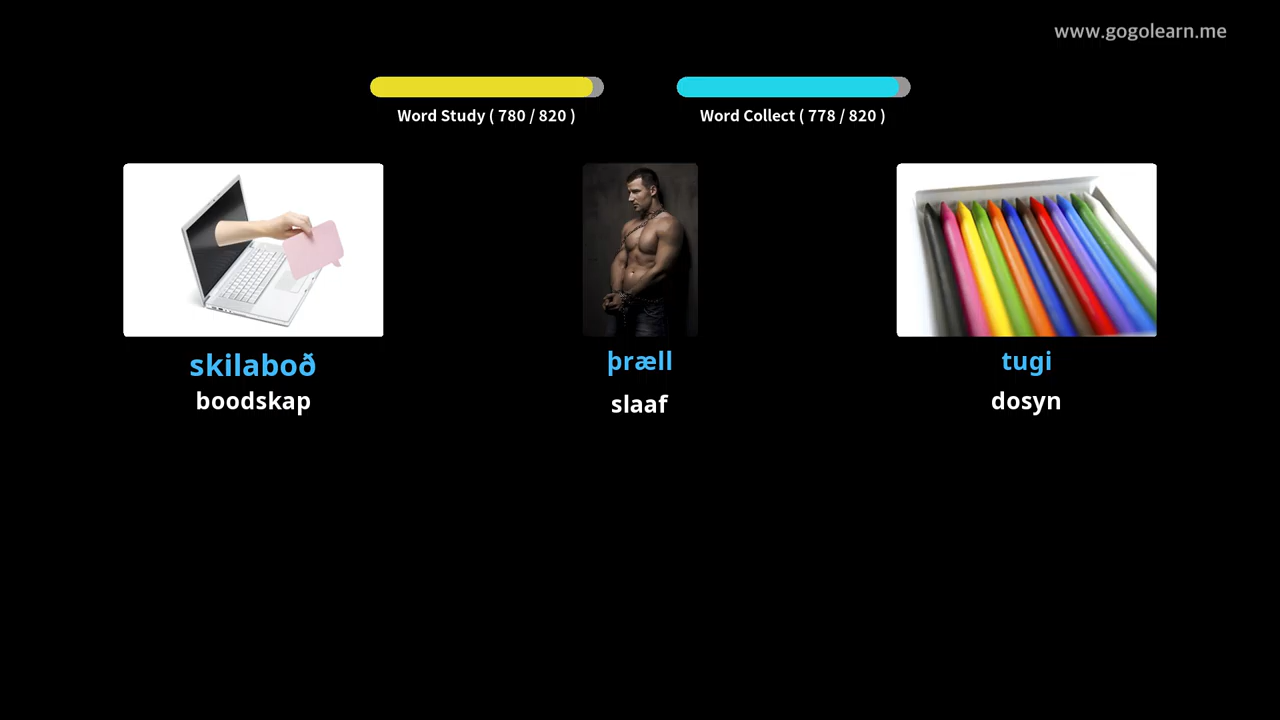 www.gogolearn.me
Word Study ( 780 / 820 )
Word Collect ( 778 / 820 )
skilaboð
boodskap
þræll
slaaf
tugi
dosyn